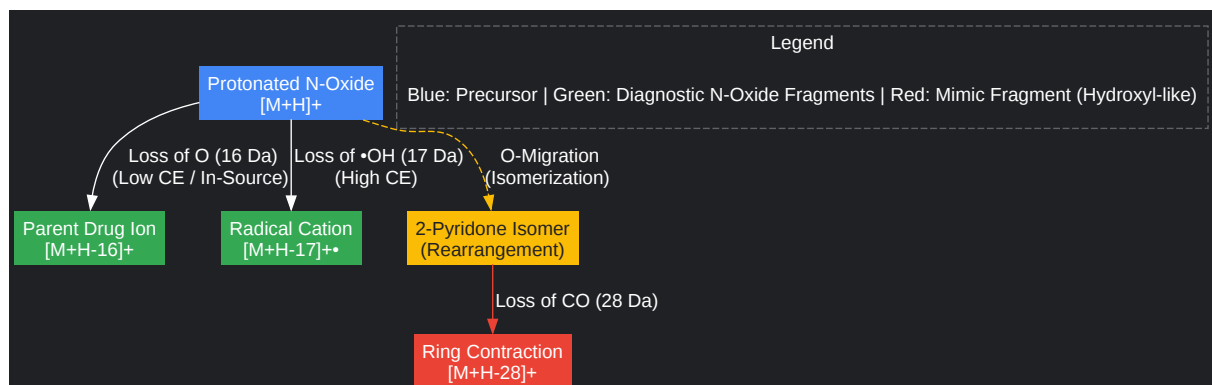 Legend
Blue: Precursor | Green: Diagnostic N-Oxide Fragments | Red: Mimic Fragment (Hydroxyl-like)
Protonated N-Oxide
[M+H]+
Loss of O (16 Da)
(Low CE / In-Source)
Loss of •OH (17 Da)
(High CE)
O-Migration
(Isomerization)
Parent Drug Ion
[M+H-16]+
Radical Cation
[M+H-17]+•
2-Pyridone Isomer
(Rearrangement)
Loss of CO (28 Da)
Ring Contraction
[M+H-28]+